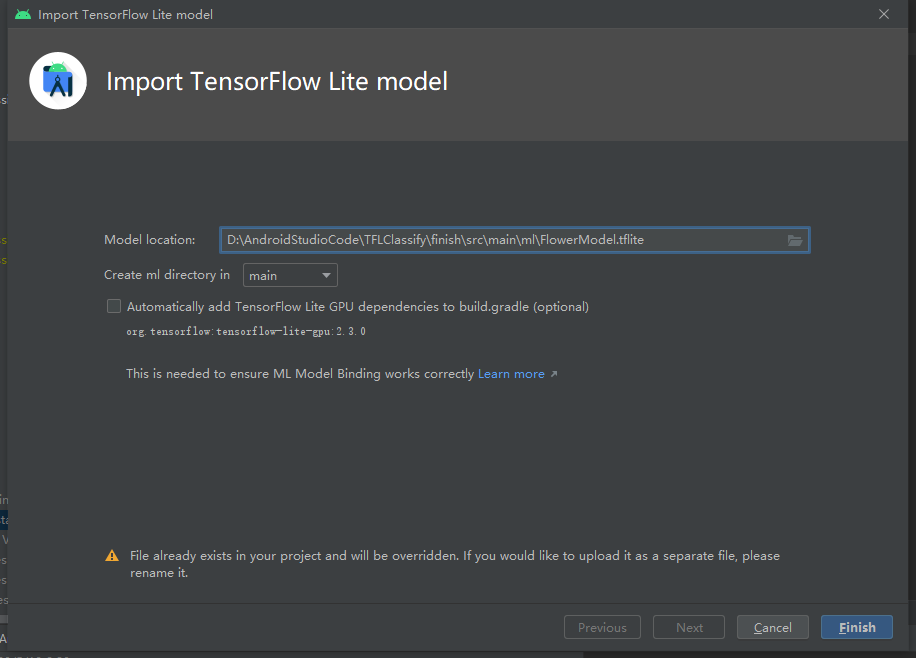 Import TensorFlow Lite model
Import TensorFlow Lite model
Model location:
D:\AndroidStudioCode\TFLClassify\finish\src\main\ml\FlowerModel.tflite
Create ml directory in
main
Automatically add TensorFlow Lite GPU dependencies to build.gradle (optional)
org.tensorflow:tensorflow-lite-gpu:2.3.0
This is needed to ensure ML Model Binding works correctly Learn more
File already exists in your project and will be overridden. If you would like to upload it as a separate file, please
rename it.
Previous
Next
Cancel
Finish